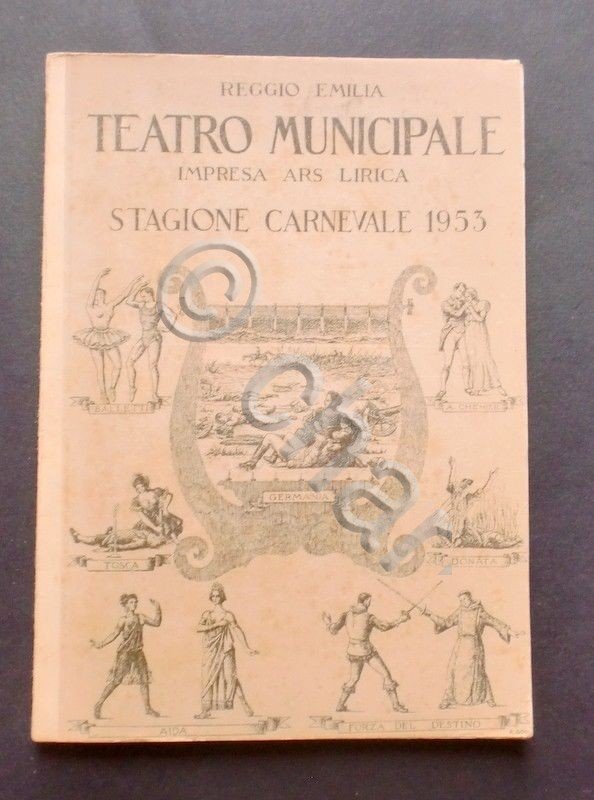 REGGIO EMILIA
TEATRO MUNICIPALE
IMPRESA ARS LIRICA
STAGIONE CARNEVALE 1953
BALLETTI
A. CHENIER
GERMANIA
TOSCA
DONATA
AIDA
FORZA DEL DESTINO